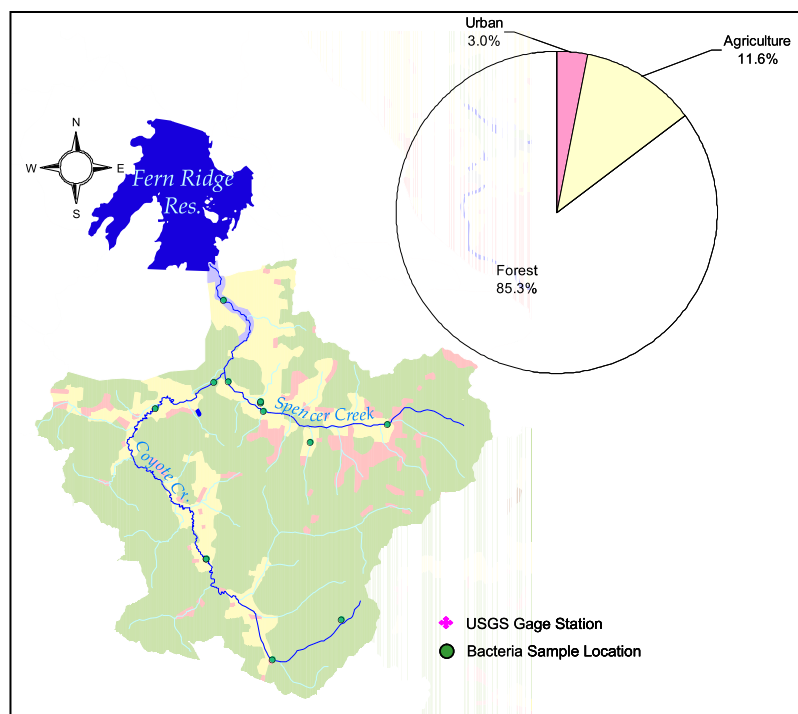 Urban
3.0%
Agriculture
11.6%
N
W
E
S
Fern Ridge
Res.
Forest
85.3%
Spencer Creek
Coyote Cr.
USGS Gage Station
Bacteria Sample Location